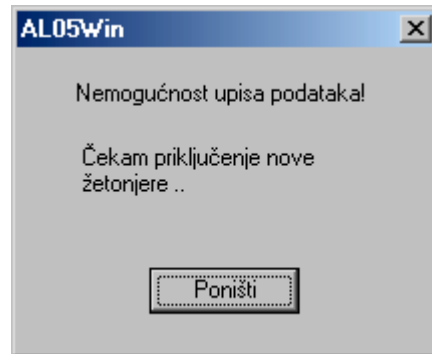 AL05Win
Nemogućnost upisa podataka!
Čekam priključenje nove
žetonjere ..
Poništi